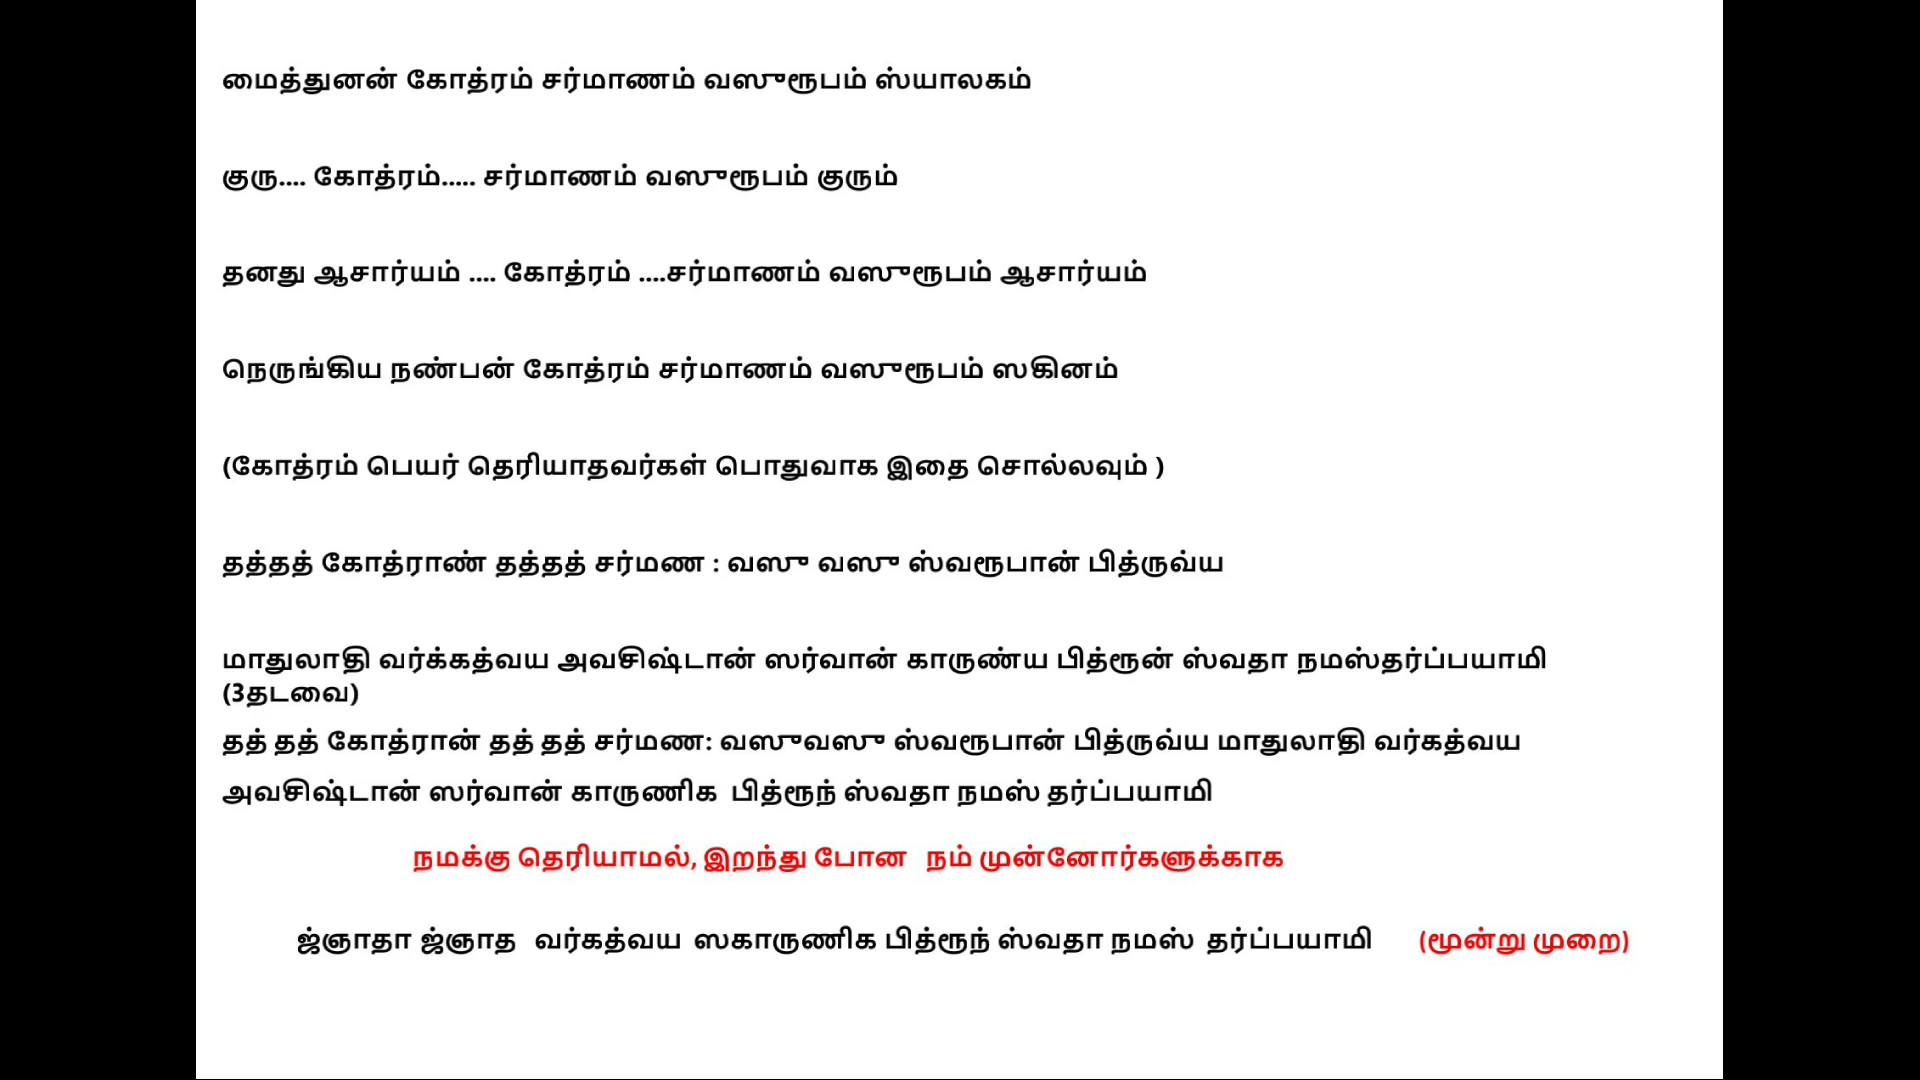 மைத்துனன் கோத்ரம் சர்மாணம் வஸுரூபம் ஸ்யாலகம்
குரு.... கோத்ரம்..... சர்மாணம் வஸுரூபம் குரும்
தனது ஆசார்யம் .... கோத்ரம் ....சர்மாணம் வஸுரூபம் ஆசார்யம்
நெருங்கிய நண்பன் கோத்ரம் சர்மாணம் வஸுரூபம் ஸகினம்
(கோத்ரம் பெயர் தெரியாதவர்கள் பொதுவாக இதை சொல்லவும் )
தத்தத் கோத்ராண் தத்தத் சர்மண : வஸு வஸு ஸ்வரூபான் பித்ருவ்ய
மாதுலாதி வர்க்கத்வய அவசிஷ்டான் ஸர்வான் காருண்ய பித்ரூன் ஸ்வதா நமஸ்தர்ப்பயாமி
(3தடவை)
தத் தத் கோத்ரான் தத் தத் சர்மண: வஸுவஸு ஸ்வரூபான் பித்ருவ்ய மாதுலாதி வர்கத்வய
அவசிஷ்டான் ஸர்வான் காருணிக பித்ரூந் ஸ்வதா நமஸ் தர்ப்பயாமி
நமக்கு தெரியாமல், இறந்து போன நம் முன்னோர்களுக்காக
ஜ்ஞாதா ஜ்ஞாத வர்கத்வய ஸகாருணிக பித்ரூந் ஸ்வதா நமஸ் தர்ப்பயாமி (மூன்று முறை)